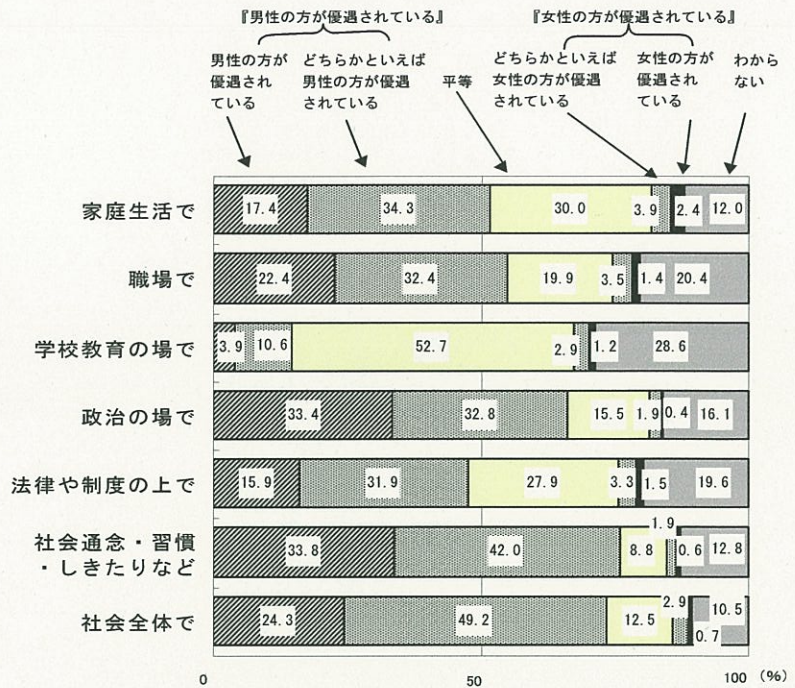 『男性の方が優遇されている』 『女性の方が優遇されている』
男性の方が
優遇され
ている
どちらかといえば
男性の方が優遇
されている
平等
どちらかといえば
女性の方が優遇
されている
女性の方が
優遇され
ている
わから
ない
家庭生活で 17.4 34.3 30.0 3.9 2.4 12.0
職場で 22.4 32.4 19.9 3.5 1.4 20.4
学校教育の場で 3.9 10.6 52.7 2.9 1.2 28.6
政治の場で 33.4 32.8 15.5 1.9 0.4 16.1
法律や制度の上で 15.9 31.9 27.9 3.3 1.5 19.6
社会通念・習慣
・しきたりなど
33.8 42.0 8.8 1.9 0.6 12.8
社会全体で 24.3 49.2 12.5 2.9 0.7 10.5
0 50 100 (%)